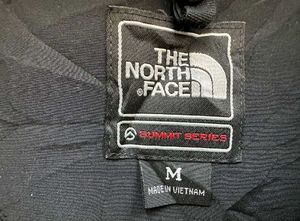 THE
NORTH
FACE
SUMMIT SERIES
M
MADE IN VIETNAM